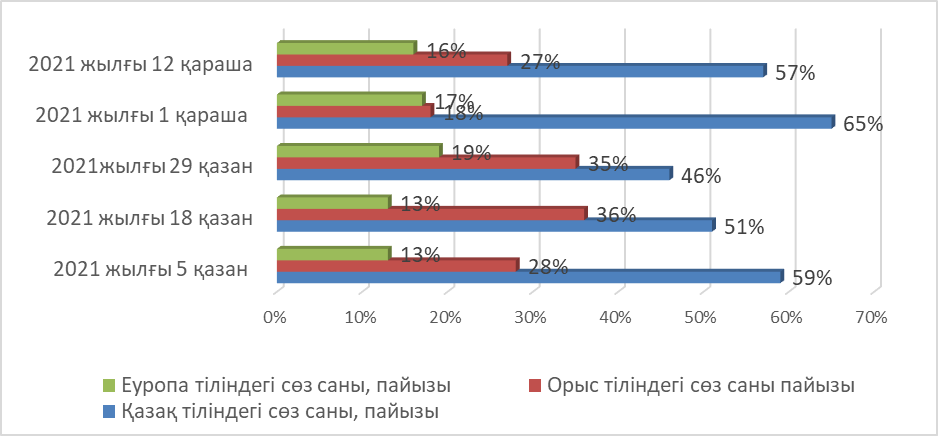 2021 жылғы 12 қараша
16%
27%
57%
2021 жылғы 1 қараша
17%
18%
65%
2021жылғы 29 қазан
19%
35%
46%
2021 жылғы 18 қазан
13%
36%
51%
2021 жылғы 5 қазан
13%
28%
59%
0% 10% 20% 30% 40% 50% 60% 70%
Еуропа тіліндегі сөз саны, пайызы
Орыс тіліндегі сөз саны пайызы
Қазақ тіліндегі сөз саны, пайызы